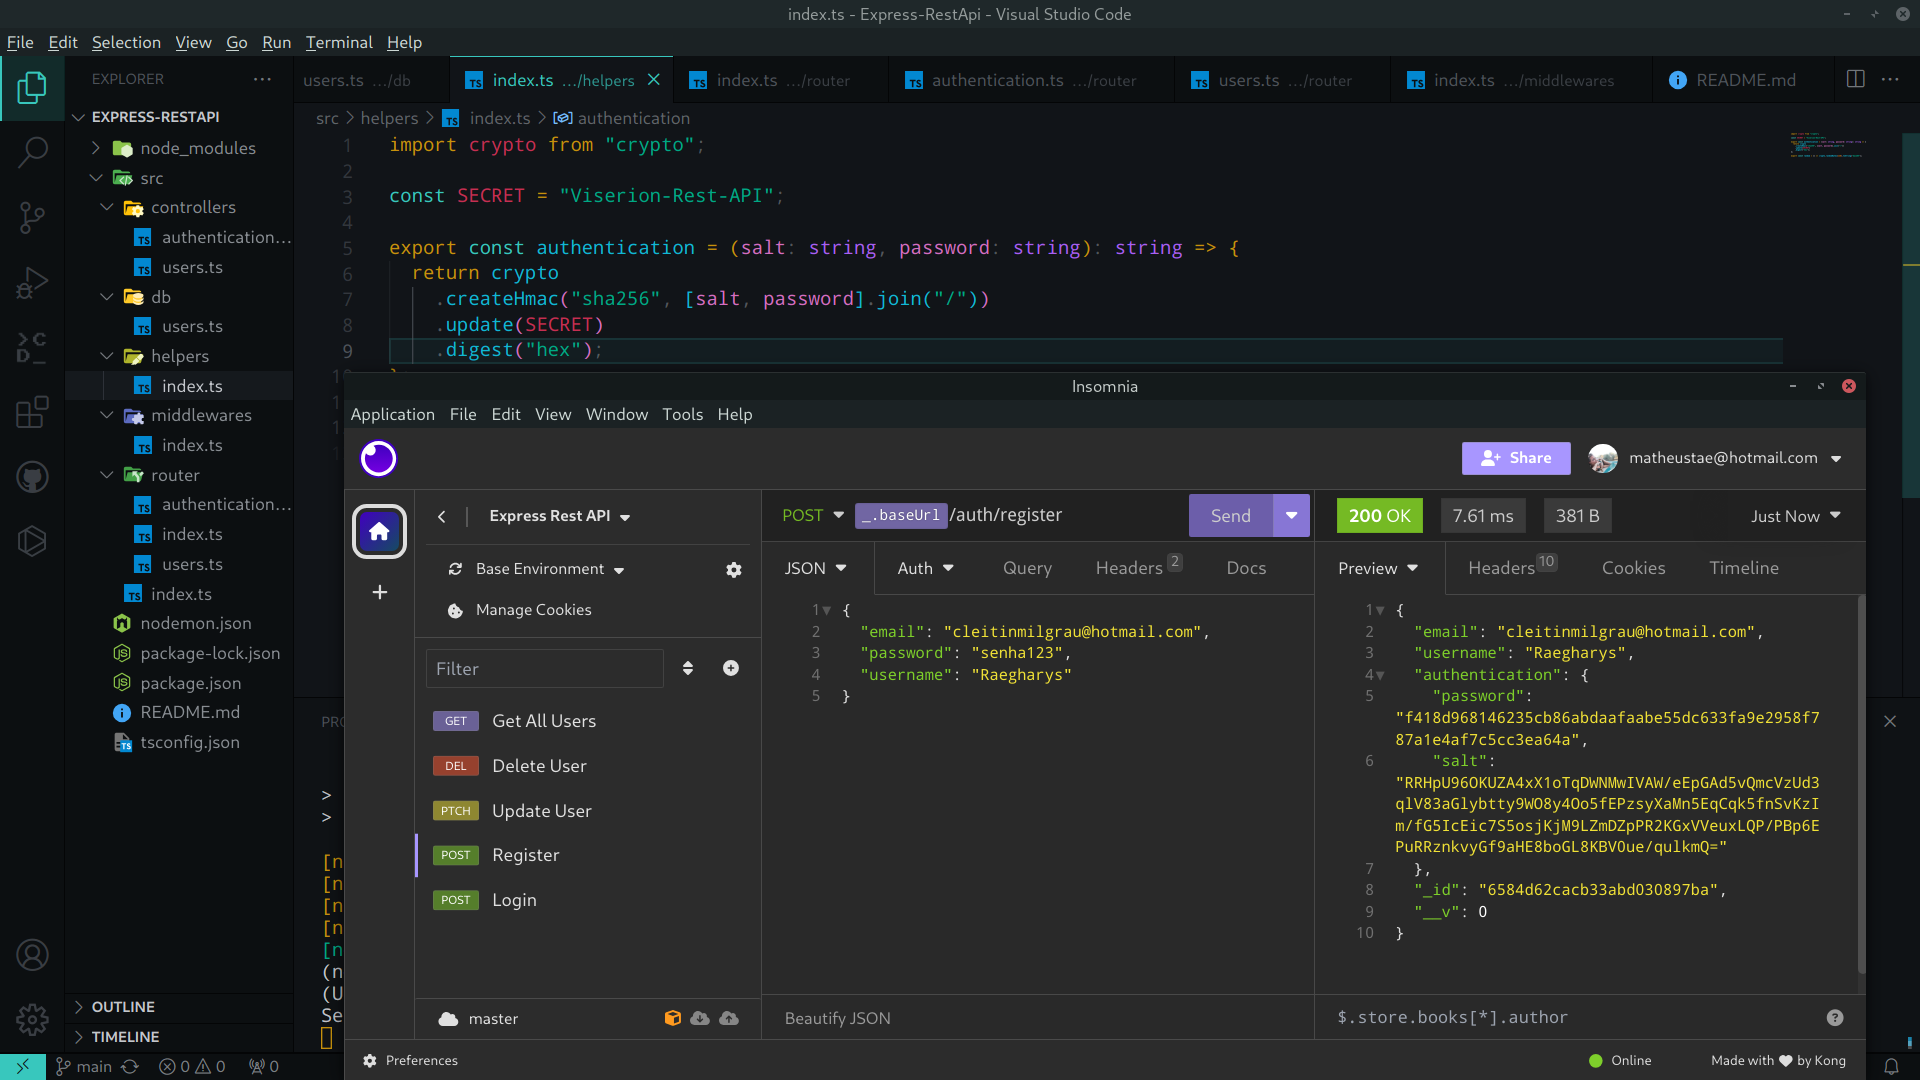 index.ts - Express-RestApi - Visual Studio Code
File Edit Selection View Go Run Terminal Help
EXPLORER
users.ts .../db
index.ts .../helpers
index.ts .../router
authentication.ts .../router
users.ts .../router
index.ts .../middlewares
README.md
EXPRESS-RESTAPI
node_modules
src
controllers
authentication...
users.ts
db
users.ts
helpers
index.ts
middlewares
index.ts
router
authentication...
index.ts
users.ts
index.ts
nodemon.json
package-lock.json
package.json
README.md
tsconfig.json
OUTLINE
TIMELINE
main
0 0
0
src > helpers > index.ts > authentication
1 import crypto from "crypto";
2
3 const SECRET = "Viserion-Rest-API";
4
5 export const authentication = (salt: string, password: string): string => {
6 return crypto
7 .createHmac("sha256", [salt, password].join("/"))
8 .update(SECRET)
9 .digest("hex");
>
>
[n
[n
[n
[n
[n
(n
(U
Se
Insomnia
Application File Edit View Window Tools Help
Share
matheustae@hotmail.com
Express Rest API
Base Environment
Manage Cookies
Filter
GET Get All Users
DEL Delete User
PTCH Update User
POST Register
POST Login
master
POST _.baseUrl /auth/register
Send
JSON Auth Query Headers 2 Docs
1 {
2 "email": "cleitinmilgrau@hotmail.com",
3 "password": "senha123",
4 "username": "Raegharys"
5 }
Beautify JSON
200 OK 7.61 ms 381 B Just Now
Preview Headers 10 Cookies Timeline
1 {
2 "email": "cleitinmilgrau@hotmail.com",
3 "username": "Raegharys",
4 "authentication": {
5 "password":
"f418d968146235cb86abdaafaabe55dc633fa9e2958f7
87a1e4af7c5cc3ea64a",
6 "salt":
"RRHpU96OKUZA4xX1oTqDWNMwIVAW/eEpGAd5vQmcVzUd3
qlV83aGlybtty9WO8y4Oo5fEPzsyXaMn5EqCqk5fnSvKzI
m/fG5IcEic7S5osjKjM9LZmDZpPR2KGxVVeuxLQP/PBp6E
PuRRznkvyGf9aHE8boGL8KBV0ue/qulkmQ="
7 },
8 "_id": "6584d62cacb33abd030897ba",
9 "__v": 0
10 }
$.store.books[*].author
Preferences
Online
Made with ♥ by Kong